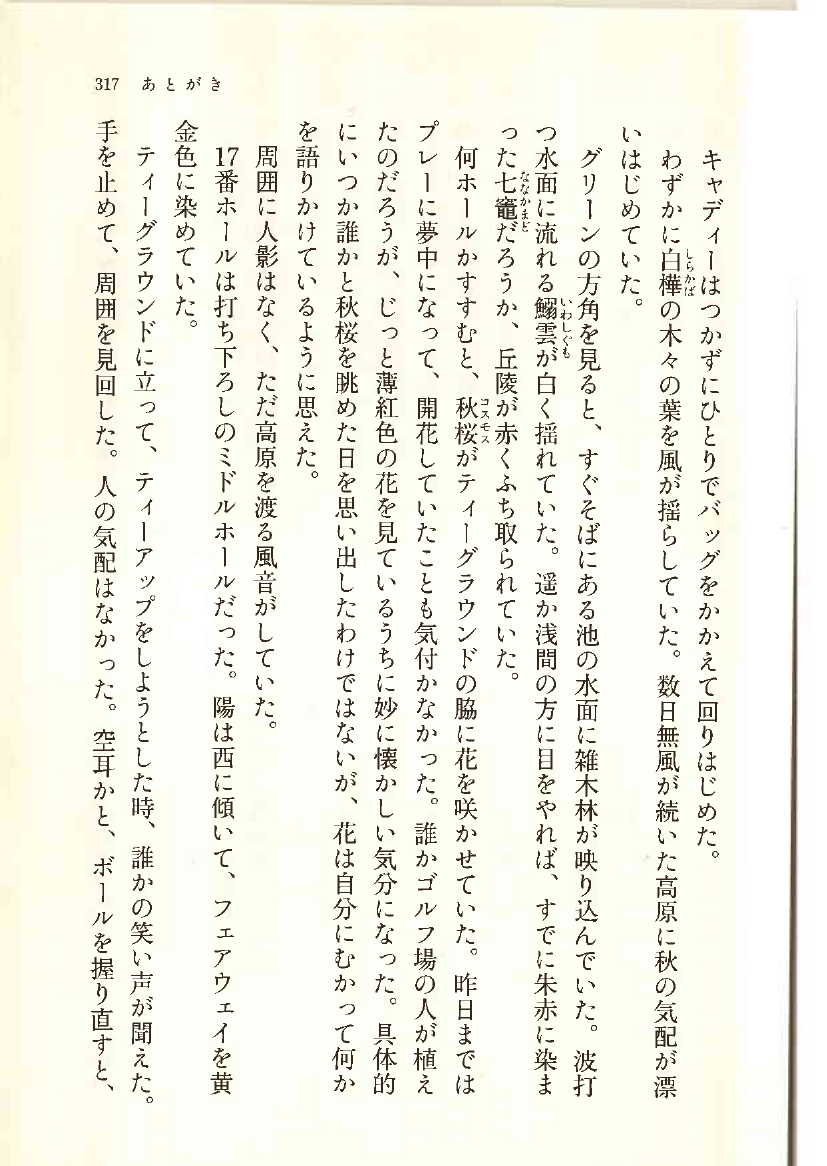 317 あとがき
キャディーはつかずにひとりでバッグをかかえて回りはじめた。
わずかに白樺の木々の葉を風が揺らしていた。数日無風が続いた高原に秋の気配が漂
しらかば
いはじめていた。
グリーンの方角を見ると、すぐそばにある池の水面に雑木林が映り込んでいた。波打
つ水面に流れる鰯雲が白く揺れていた。遥か浅間の方に目をやれば、すでに朱赤に染ま
いわしぐも
った七竈だろうか、丘陵が赤くふち取られていた。
ななかまど
何ホールかすすむと、秋桜がティーグラウンドの脇に花を咲かせていた。昨日までは
コスモス
プレーに夢中になって、開花していたことも気付かなかった。誰かゴルフ場の人が植え
たのだろうが、じっと薄紅色の花を見ているうちに妙に懐かしい気分になった。具体的
にいつか誰かと秋桜を眺めた日を思い出したわけではないが、花は自分にむかって何か
を語りかけているように思えた。
周囲に人影はなく、ただ高原を渡る風音がしていた。
17番ホールは打ち下ろしのミドルホールだった。陽は西に傾いて、フェアウェイを黄
金色に染めていた。
ティーグラウンドに立って、ティーアップをしようとした時、誰かの笑い声が聞えた。
手を止めて、周囲を見回した。人の気配はなかった。空耳かと、ボールを握り直すと、